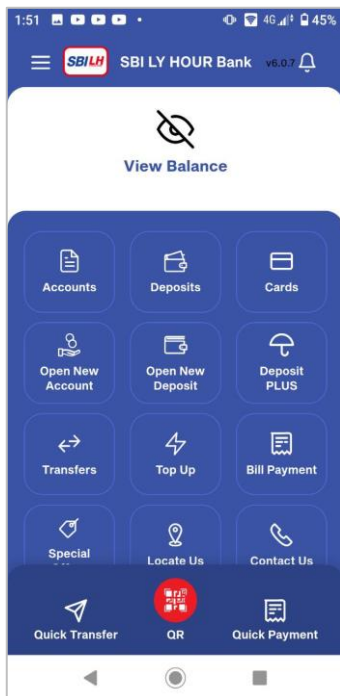 1:51 4G 45%
SBI LH SBI LY HOUR Bank v6.0.7
View Balance
Accounts Deposits Cards
Open New Account Open New Deposit Deposit PLUS
Transfers Top Up Bill Payment
Special Locate Us Contact Us
Quick Transfer QR Quick Payment